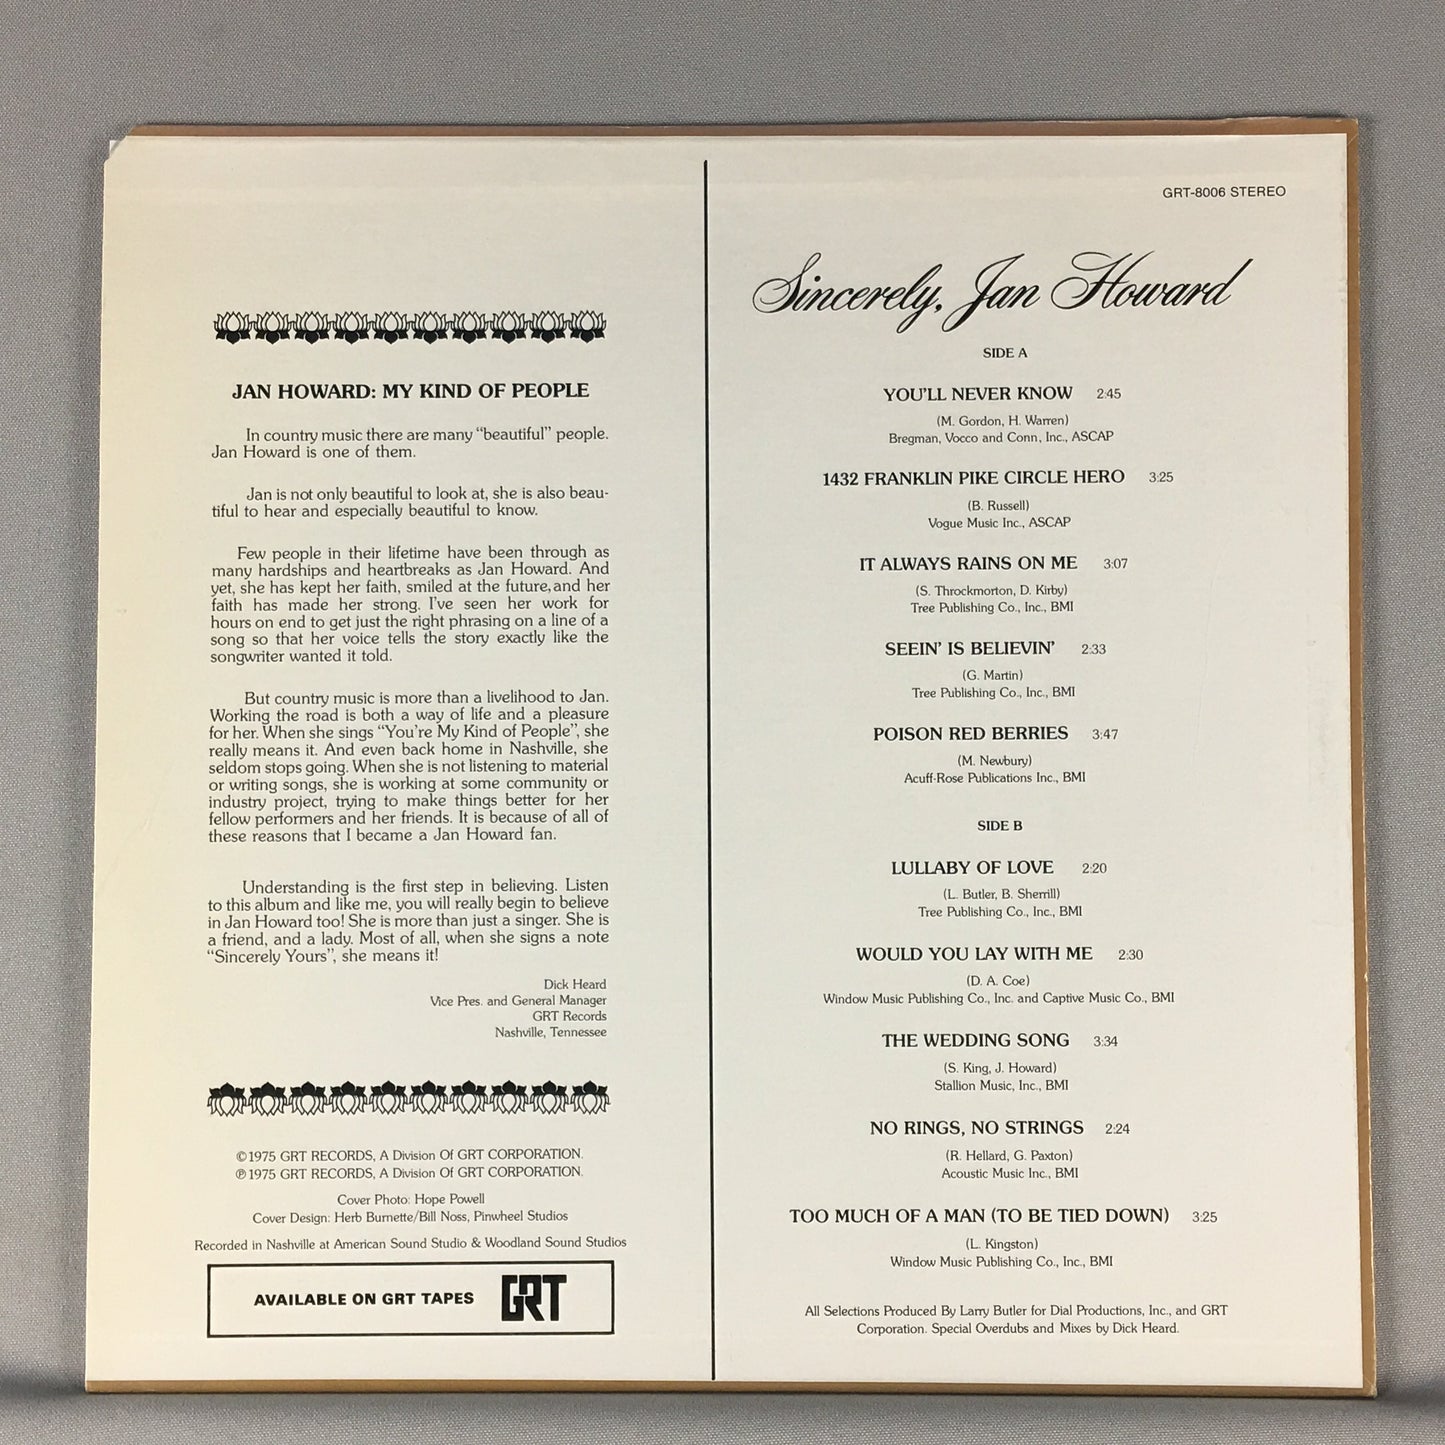 JAN HOWARD: MY KIND OF PEOPLE
In country music there are many “beautiful” people.
Jan Howard is one of them.
Jan is not only beautiful to look at, she is also beau-
tiful to hear and especially beautiful to know.
Few people in their lifetime have been through as
many hardships and heartbreaks as Jan Howard. And
yet, she has kept her faith, smiled at the future, and her
faith has made her strong. I've seen her work for
hours on end to get just the right phrasing on a line of a
song so that her voice tells the story exactly like the
songwriter wanted it told.
But country music is more than a livelihood to Jan.
Working the road is both a way of life and a pleasure
for her. When she sings “You're My Kind of People”, she
really means it. And even back home in Nashville, she
seldom stops going. When she is not listening to material
or writing songs, she is working at some community or
industry project, trying to make things better for her
fellow performers and her friends. It is because of all of
these reasons that I became a Jan Howard fan.
Understanding is the first step in believing. Listen
to this album and like me, you will really begin to believe
in Jan Howard too! She is more than just a singer. She is
a friend, and a lady. Most of all, when she signs a note
“Sincerely Yours”, she means it!
Dick Heard
Vice Pres. and General Manager
GRT Records
Nashville, Tennessee
©1975 GRT RECORDS, A Division Of GRT CORPORATION.
℗1975 GRT RECORDS, A Division Of GRT CORPORATION.
Cover Photo: Hope Powell
Cover Design: Herb Burnette/Bill Noss, Pinwheel Studios
Recorded in Nashville at American Sound Studio & Woodland Sound Studios
AVAILABLE ON GRT TAPES GRT
GRT-8006 STEREO
Sincerely, Jan Howard
SIDE A
YOU'LL NEVER KNOW 2:45
(M. Gordon, H. Warren)
Bregman, Vocco and Conn, Inc., ASCAP
1432 FRANKLIN PIKE CIRCLE HERO 3:25
(B. Russell)
Vogue Music Inc., ASCAP
IT ALWAYS RAINS ON ME 3:07
(S. Throckmorton, D. Kirby)
Tree Publishing Co., Inc., BMI
SEEIN' IS BELIEVIN' 2:33
(G. Martin)
Tree Publishing Co., Inc., BMI
POISON RED BERRIES 3:47
(M. Newbury)
Acuff-Rose Publications Inc., BMI
SIDE B
LULLABY OF LOVE 2:20
(L. Butler, B. Sherrill)
Tree Publishing Co., Inc., BMI
WOULD YOU LAY WITH ME 2:30
(D. A. Coe)
Window Music Publishing Co., Inc. and Captive Music Co., BMI
THE WEDDING SONG 3:34
(S. King, J. Howard)
Stallion Music, Inc., BMI
NO RINGS, NO STRINGS 2:24
(R. Hellard, G. Paxton)
Acoustic Music Inc., BMI
TOO MUCH OF A MAN (TO BE TIED DOWN) 3:25
(L. Kingston)
Window Music Publishing Co., Inc., BMI
All Selections Produced By Larry Butler for Dial Productions, Inc., and GRT
Corporation. Special Overdubs and Mixes by Dick Heard.